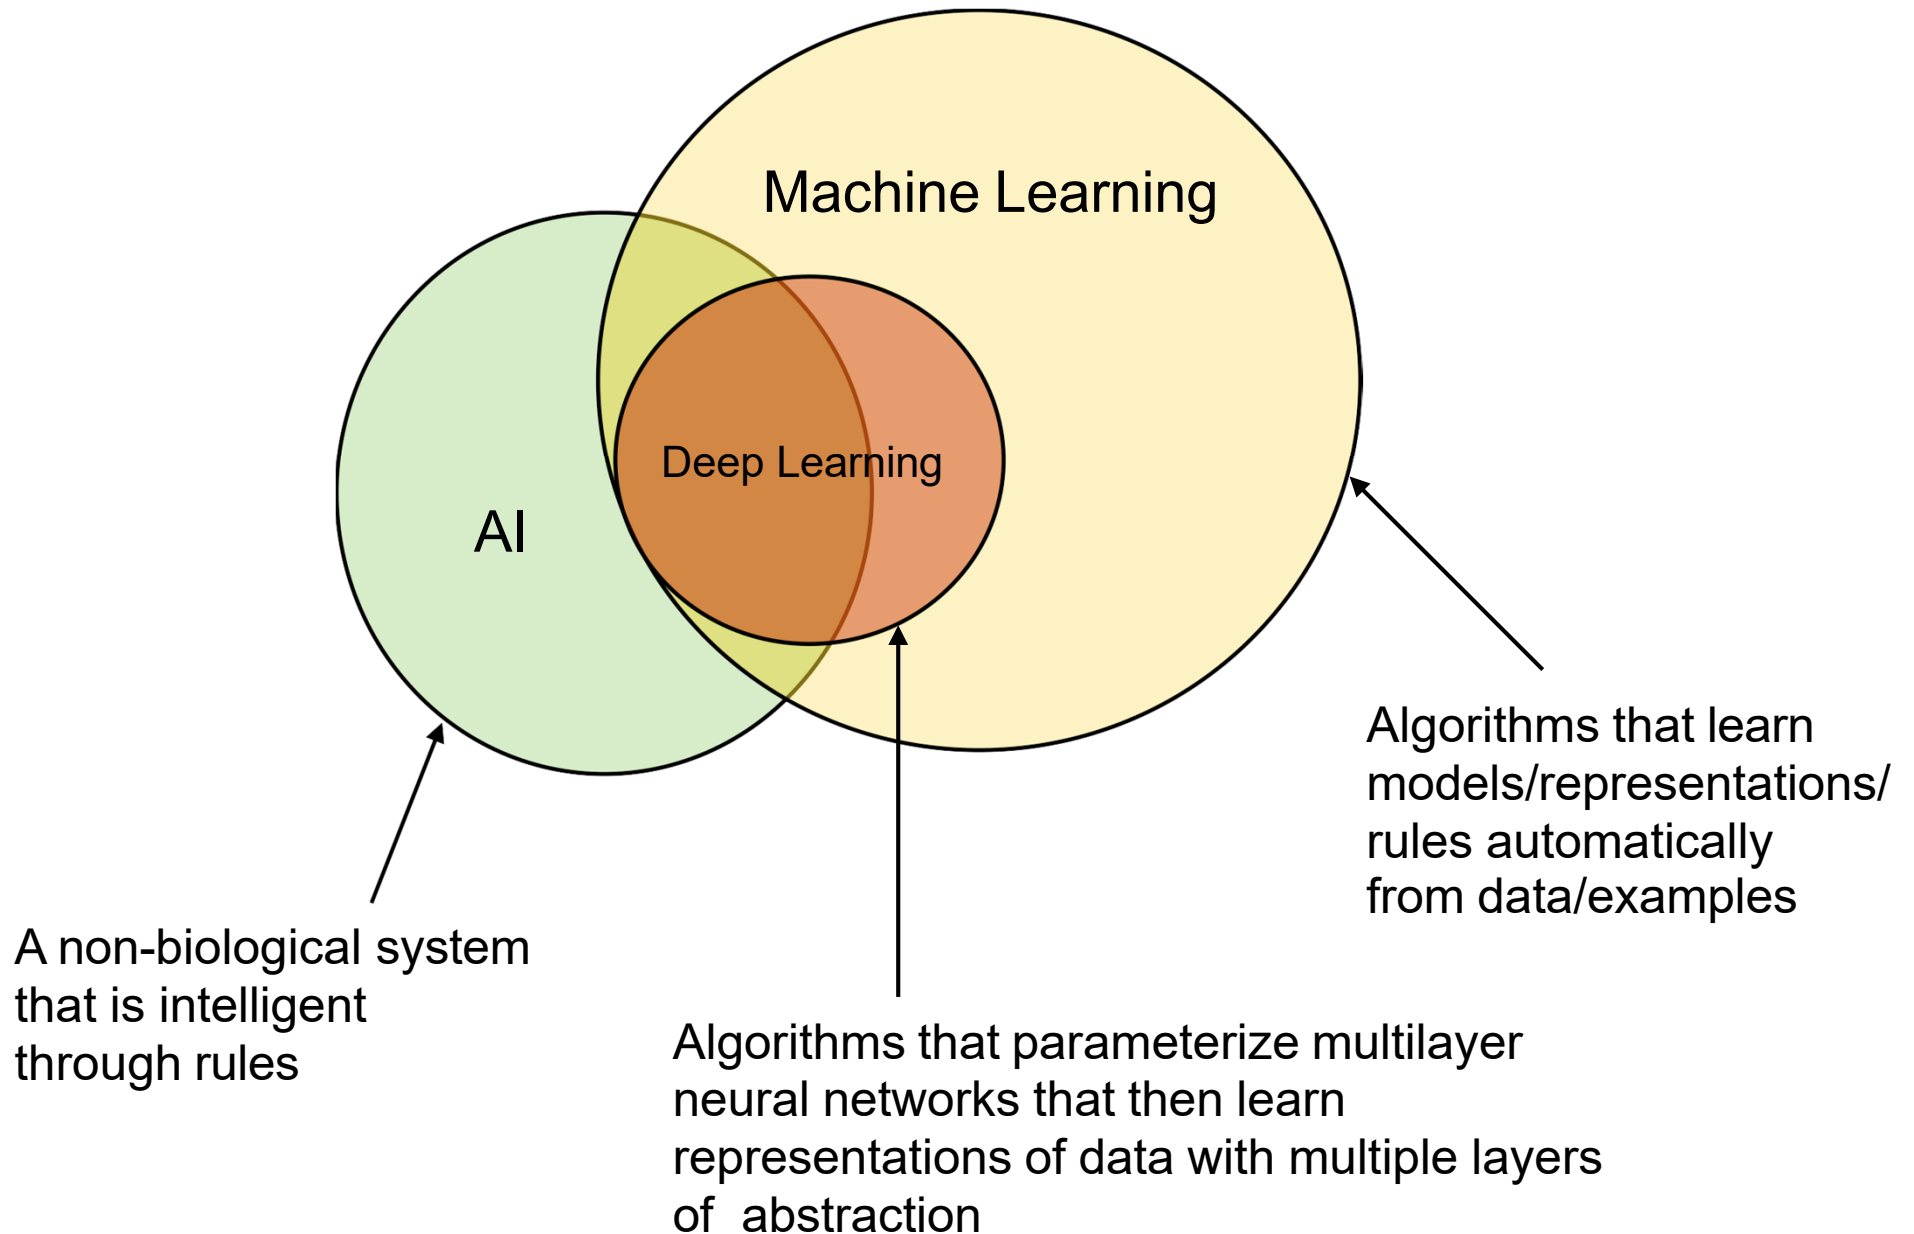 Machine Learning
Deep Learning
AI
Algorithms that learn
models/representations/
rules automatically
from data/examples
A non-biological system
that is intelligent
through rules
Algorithms that parameterize multilayer
neural networks that then learn
representations of data with multiple layers
of  abstraction